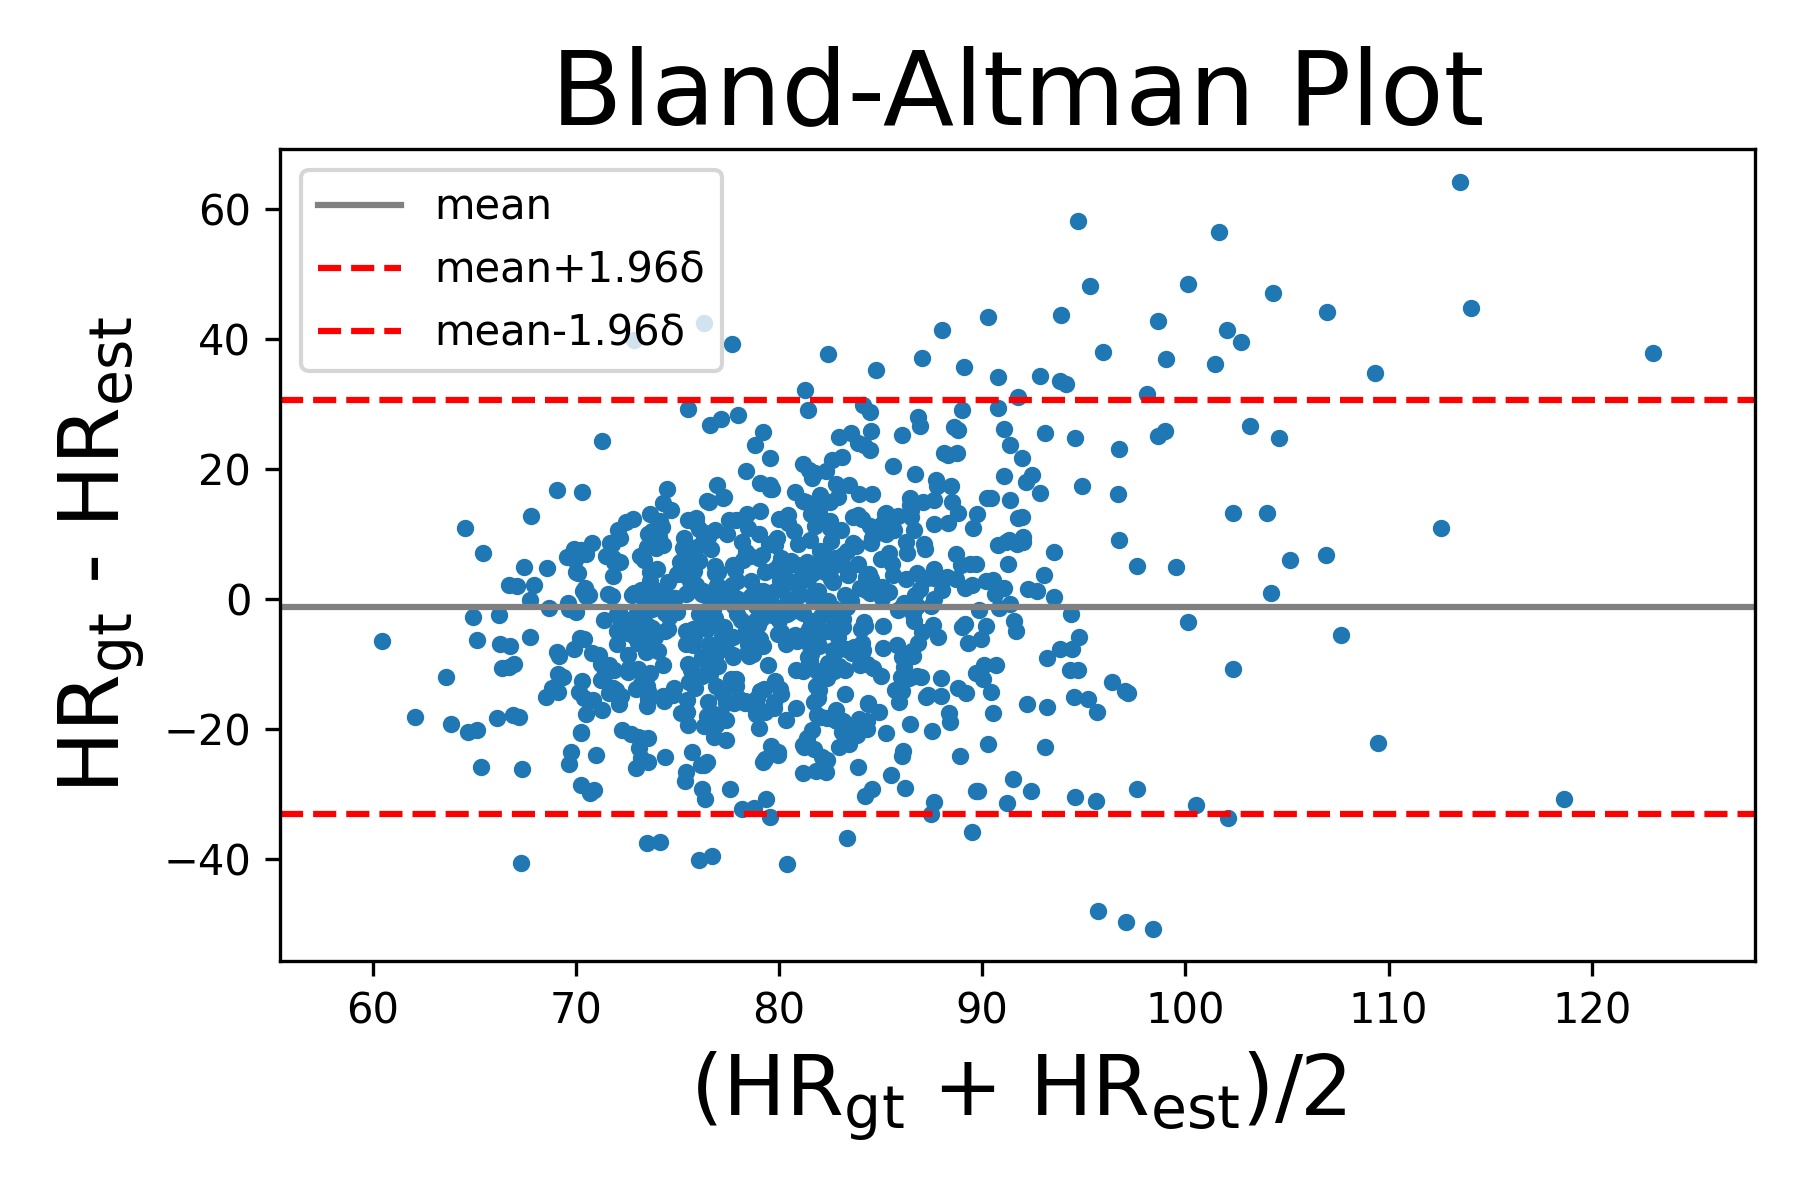 Bland-Altman Plot
mean
mean+1.96δ
mean-1.96δ
60
40
20
0
−20
−40
HRgt - HRest
60 70 80 90 100 110 120
(HRgt + HRest)/2